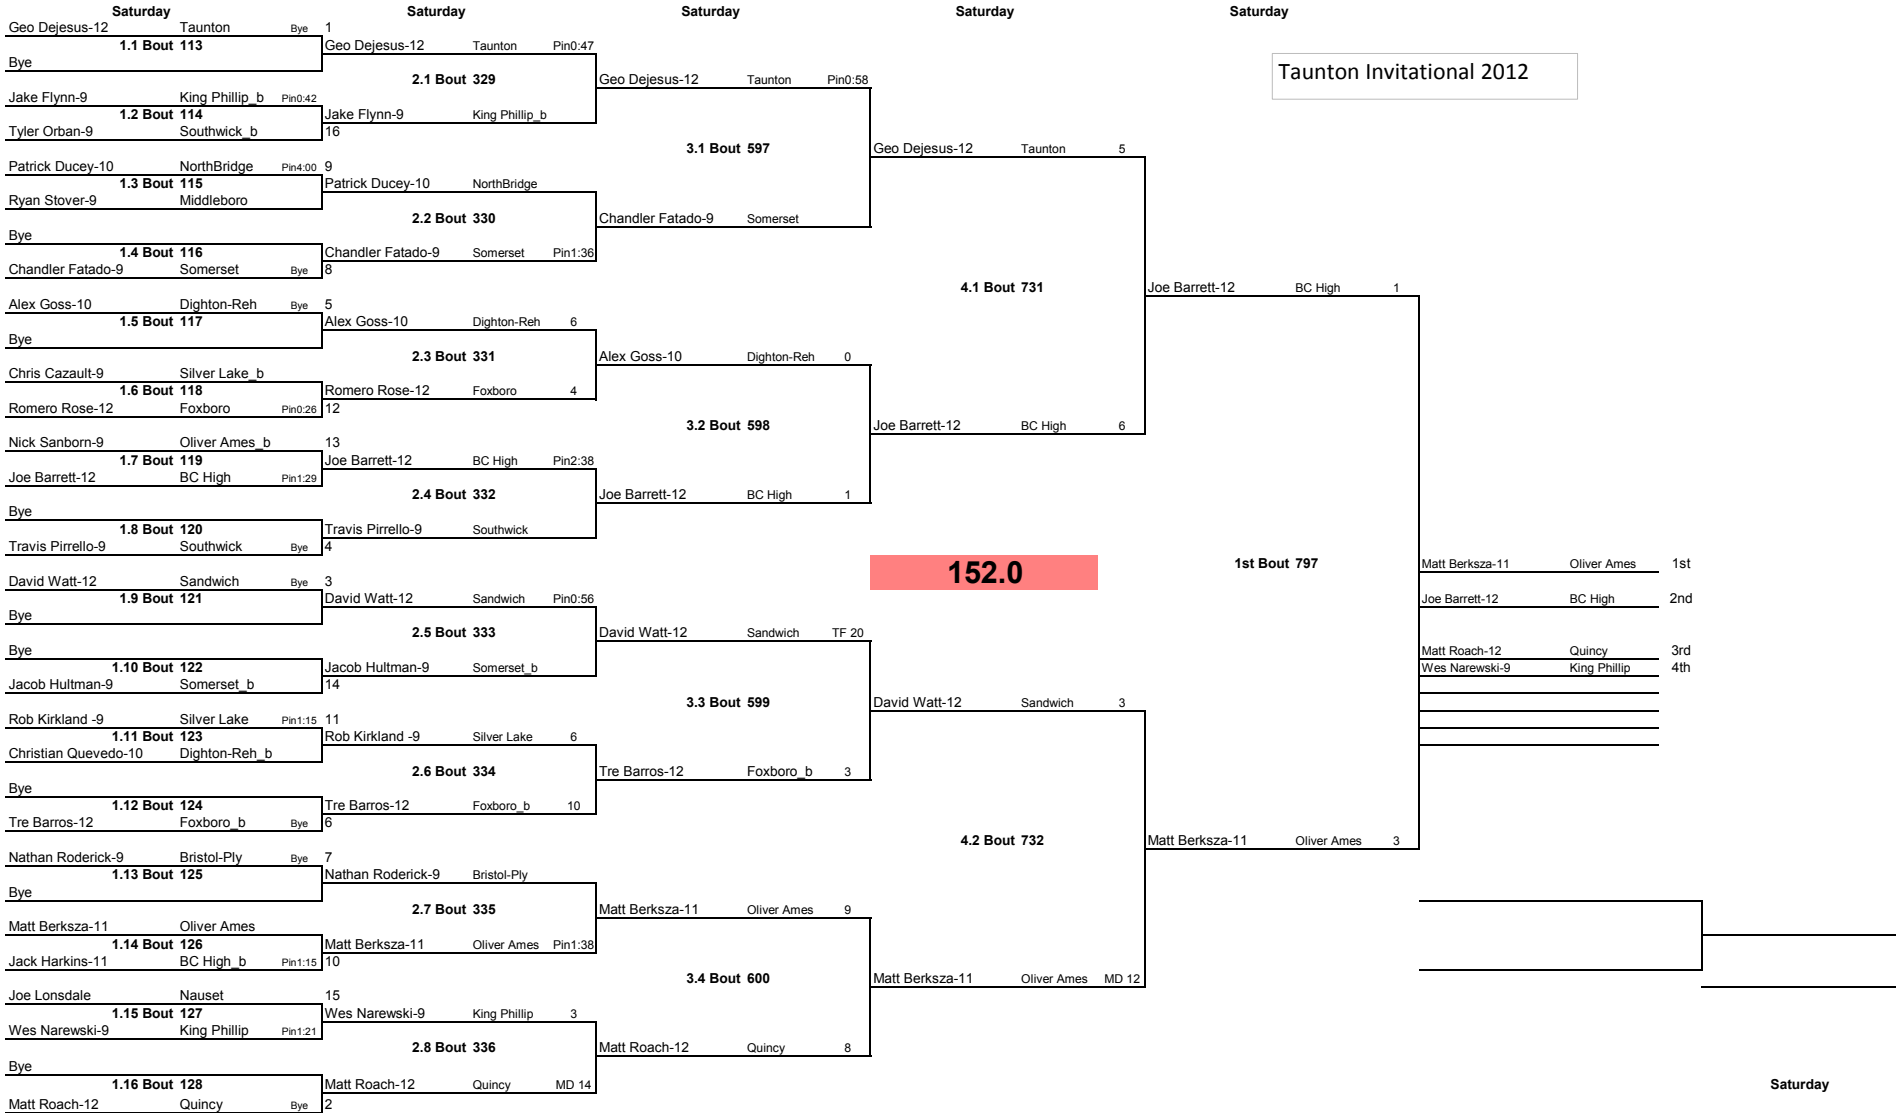 Saturday Saturday Saturday Saturday Saturday
Geo Dejesus-12 Taunton Bye 1
1.1 Bout 113 Geo Dejesus-12 Taunton Pin0:47
Bye
Taunton Invitational 2012
2.1 Bout 329 Geo Dejesus-12 Taunton Pin0:58
Jake Flynn-9 King Phillip_b Pin0:42
1.2 Bout 114 Jake Flynn-9 King Phillip_b
Tyler Orban-9 Southwick_b 16
3.1 Bout 597 Geo Dejesus-12 Taunton 5
Patrick Ducey-10 NorthBridge Pin4:00 9
1.3 Bout 115 Patrick Ducey-10 NorthBridge
Ryan Stover-9 Middleboro
2.2 Bout 330 Chandler Fatado-9 Somerset
Bye
1.4 Bout 116 Chandler Fatado-9 Somerset Pin1:36
Chandler Fatado-9 Somerset Bye 8
4.1 Bout 731 Joe Barrett-12 BC High 1
Alex Goss-10 Dighton-Reh Bye 5
1.5 Bout 117 Alex Goss-10 Dighton-Reh 6
Bye
2.3 Bout 331 Alex Goss-10 Dighton-Reh 0
Chris Cazault-9 Silver Lake_b
1.6 Bout 118 Romero Rose-12 Foxboro 4
Romero Rose-12 Foxboro Pin0:26 12
3.2 Bout 598 Joe Barrett-12 BC High 6
Nick Sanborn-9 Oliver Ames_b 13
1.7 Bout 119 Joe Barrett-12 BC High Pin2:38
Joe Barrett-12 BC High Pin1:29
2.4 Bout 332 Joe Barrett-12 BC High 1
Bye
1.8 Bout 120 Travis Pirrello-9 Southwick
Travis Pirrello-9 Southwick Bye 4
152.0 1st Bout 797 Matt Berksza-11 Oliver Ames 1st
David Watt-12 Sandwich Bye 3
1.9 Bout 121 David Watt-12 Sandwich Pin0:56 Joe Barrett-12 BC High 2nd
Bye
2.5 Bout 333 David Watt-12 Sandwich TF 20
Bye Matt Roach-12 Quincy 3rd
1.10 Bout 122 Jacob Hultman-9 Somerset_b Wes Narewski-9 King Phillip 4th
Jacob Hultman-9 Somerset_b 14
3.3 Bout 599 David Watt-12 Sandwich 3
Rob Kirkland -9 Silver Lake Pin1:15 11
1.11 Bout 123 Rob Kirkland -9 Silver Lake 6
Christian Quevedo-10 Dighton-Reh_b
2.6 Bout 334 Tre Barros-12 Foxboro_b 3
Bye
1.12 Bout 124 Tre Barros-12 Foxboro_b 10
Tre Barros-12 Foxboro_b Bye 6
4.2 Bout 732 Matt Berksza-11 Oliver Ames 3
Nathan Roderick-9 Bristol-Ply Bye 7
1.13 Bout 125 Nathan Roderick-9 Bristol-Ply
Bye
2.7 Bout 335 Matt Berksza-11 Oliver Ames 9
Matt Berksza-11 Oliver Ames
1.14 Bout 126 Matt Berksza-11 Oliver Ames Pin1:38
Jack Harkins-11 BC High_b Pin1:15 10
3.4 Bout 600 Matt Berksza-11 Oliver Ames MD 12
Joe Lonsdale Nauset 15
1.15 Bout 127 Wes Narewski-9 King Phillip 3
Wes Narewski-9 King Phillip Pin1:21
2.8 Bout 336 Matt Roach-12 Quincy 8
Bye
1.16 Bout 128 Matt Roach-12 Quincy MD 14 Saturday
Matt Roach-12 Quincy Bye 2